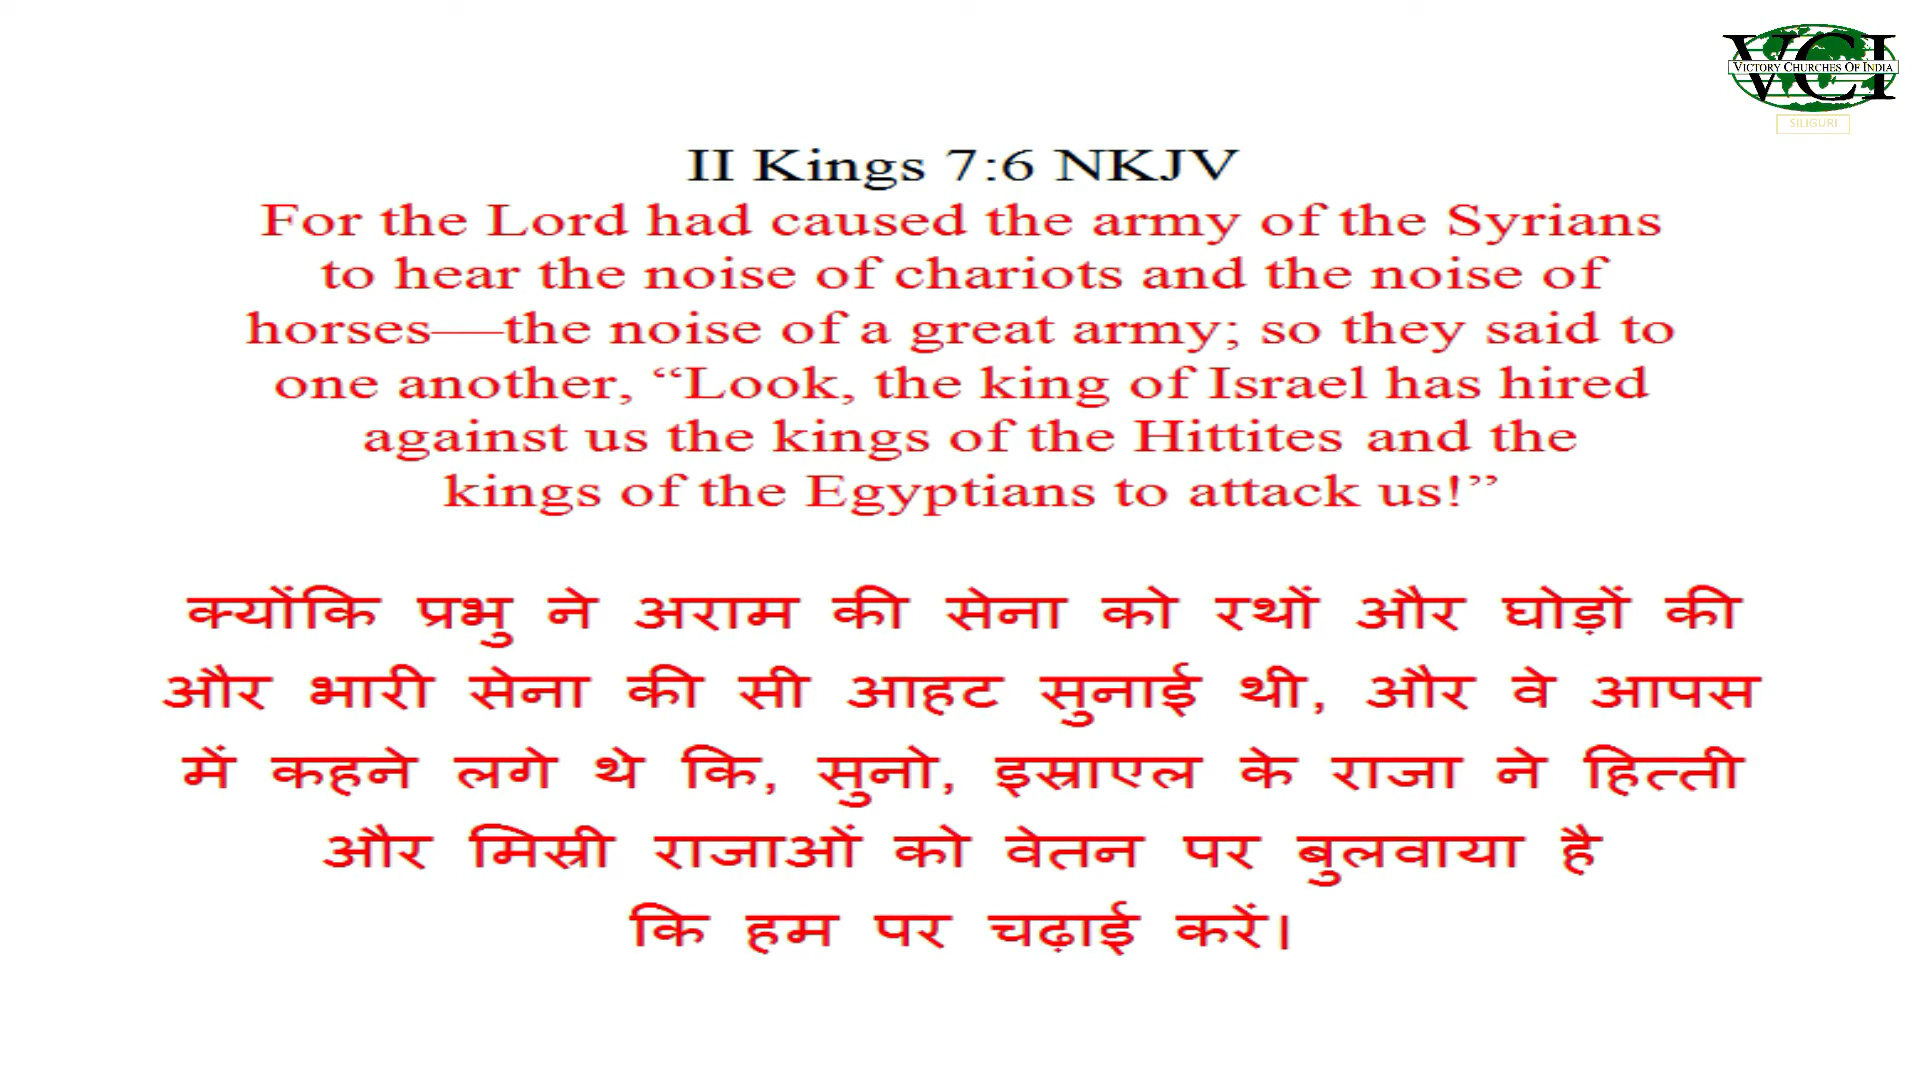 VCI
VICTORY CHURCHES OF INDIA
SILIGURI
II Kings 7:6 NKJV
For the Lord had caused the army of the Syrians
to hear the noise of chariots and the noise of
horses—the noise of a great army; so they said to
one another, “Look, the king of Israel has hired
against us the kings of the Hittites and the
kings of the Egyptians to attack us!”
क्योंकि प्रभु ने अराम की सेना को रथों और घोड़ों की
और भारी सेना की सी आहट सुनाई थी, और वे आपस
में कहने लगे थे कि, सुनो, इस्राएल के राजा ने हित्ती
और मिस्री राजाओं को वेतन पर बुलवाया है
कि हम पर चढ़ाई करें।